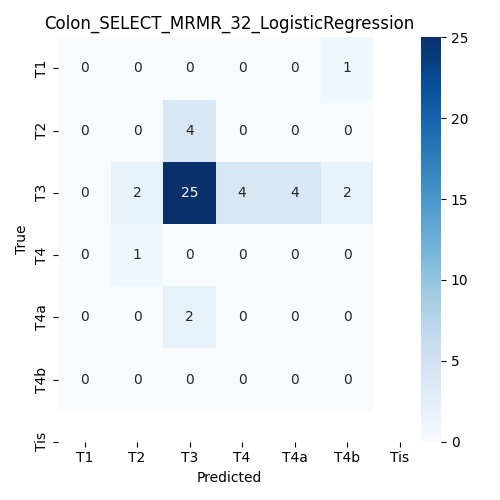 Colon_SELECT_MRMR_32_LogisticRegression
T1 0 0 0 0 0 1
T2 0 0 4 0 0 0
T3 0 2 25 4 4 2
T4 0 1 0 0 0 0
T4a 0 0 2 0 0 0
T4b 0 0 0 0 0 0
Tis
T1 T2 T3 T4 T4a T4b Tis
Predicted
True
25
20
15
10
5
0